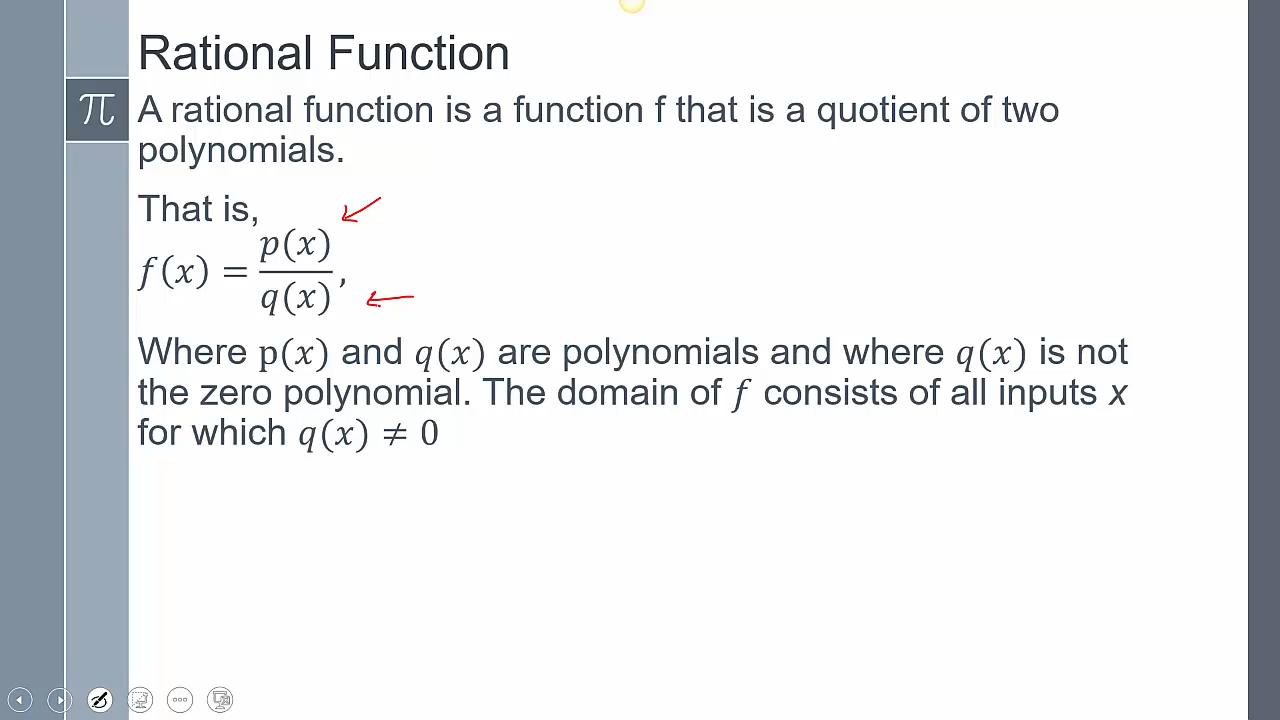 Rational Function
π
A rational function is a function f that is a quotient of two
polynomials.
That is,
f(x) = p(x)/q(x),
Where p(x) and q(x) are polynomials and where q(x) is not
the zero polynomial. The domain of f consists of all inputs x
for which q(x) ≠ 0